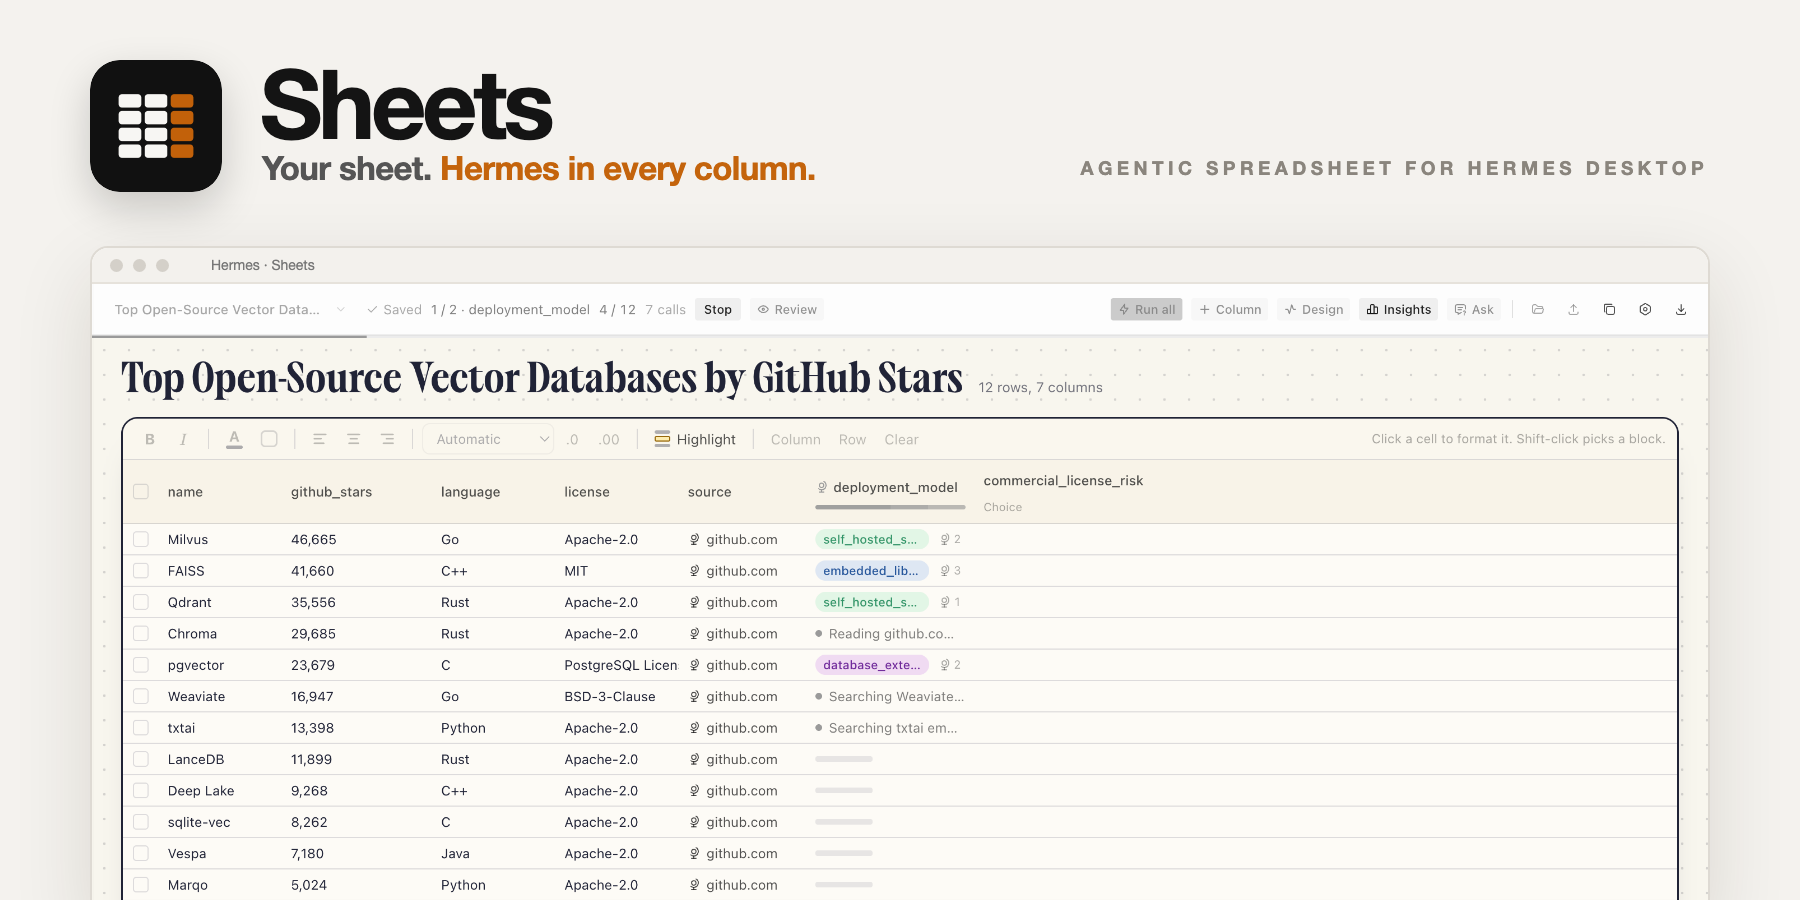 Sheets
Your sheet. Hermes in every column.
AGENTIC SPREADSHEET FOR HERMES DESKTOP
Hermes · Sheets
Top Open-Source Vector Data... Saved 1 / 2 · deployment_model 4 / 12 7 calls Stop Review Run all Column Design Insights Ask
Top Open-Source Vector Databases by GitHub Stars 12 rows, 7 columns
B I A Automatic .0 .00 Highlight Column Row Clear Click a cell to format it. Shift-click picks a block.
name github_stars language license source deployment_model commercial_license_risk
Choice
Milvus 46,665 Go Apache-2.0 github.com self_hosted_s... 2
FAISS 41,660 C++ MIT github.com embedded_lib... 3
Qdrant 35,556 Rust Apache-2.0 github.com self_hosted_s... 1
Chroma 29,685 Rust Apache-2.0 github.com Reading github.co...
pgvector 23,679 C PostgreSQL Licen github.com database_exte... 2
Weaviate 16,947 Go BSD-3-Clause github.com Searching Weaviate...
txtai 13,398 Python Apache-2.0 github.com Searching txtai em...
LanceDB 11,899 Rust Apache-2.0 github.com
Deep Lake 9,268 C++ Apache-2.0 github.com
sqlite-vec 8,262 C Apache-2.0 github.com
Vespa 7,180 Java Apache-2.0 github.com
Marqo 5,024 Python Apache-2.0 github.com